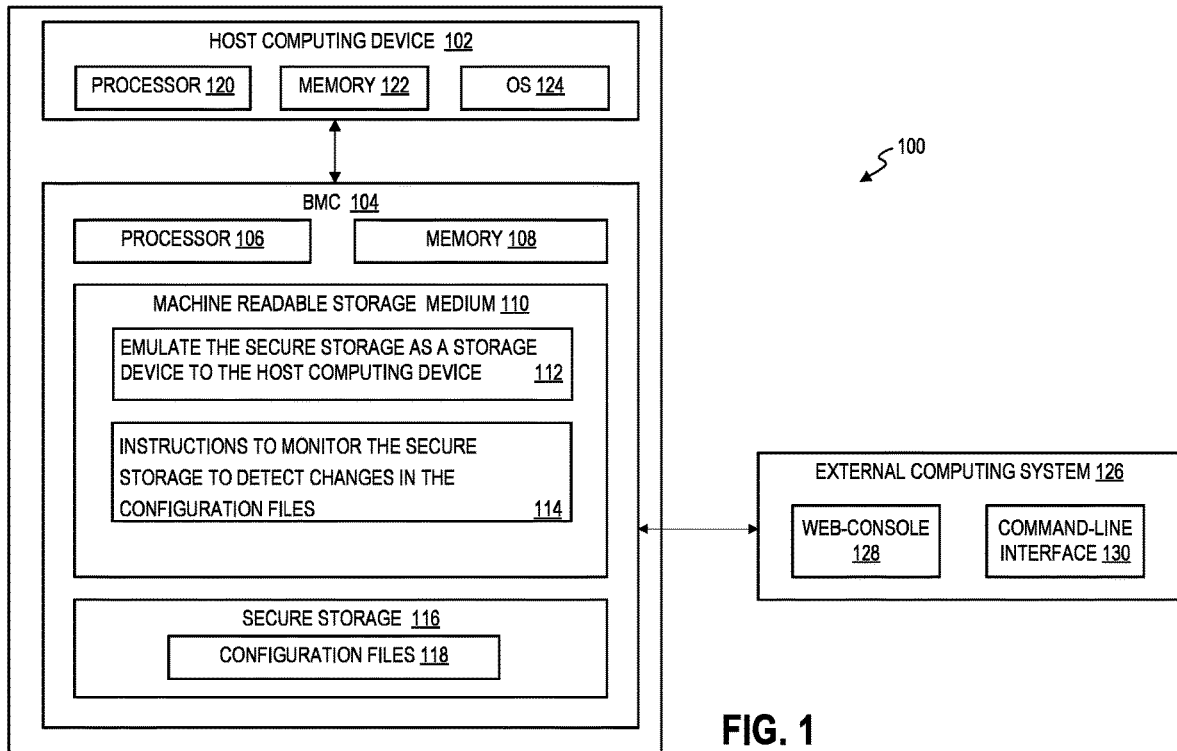 HOST COMPUTING DEVICE 102
PROCESSOR 120
MEMORY 122
OS 124
100
BMC 104
PROCESSOR 106
MEMORY 108
MACHINE READABLE STORAGE MEDIUM 110
EMULATE THE SECURE STORAGE AS A STORAGE
DEVICE TO THE HOST COMPUTING DEVICE 112
INSTRUCTIONS TO MONITOR THE SECURE
STORAGE TO DETECT CHANGES IN THE
CONFIGURATION FILES 114
EXTERNAL COMPUTING SYSTEM 126
WEB-CONSOLE
128
COMMAND-LINE
INTERFACE 130
SECURE STORAGE 116
CONFIGURATION FILES 118
FIG. 1